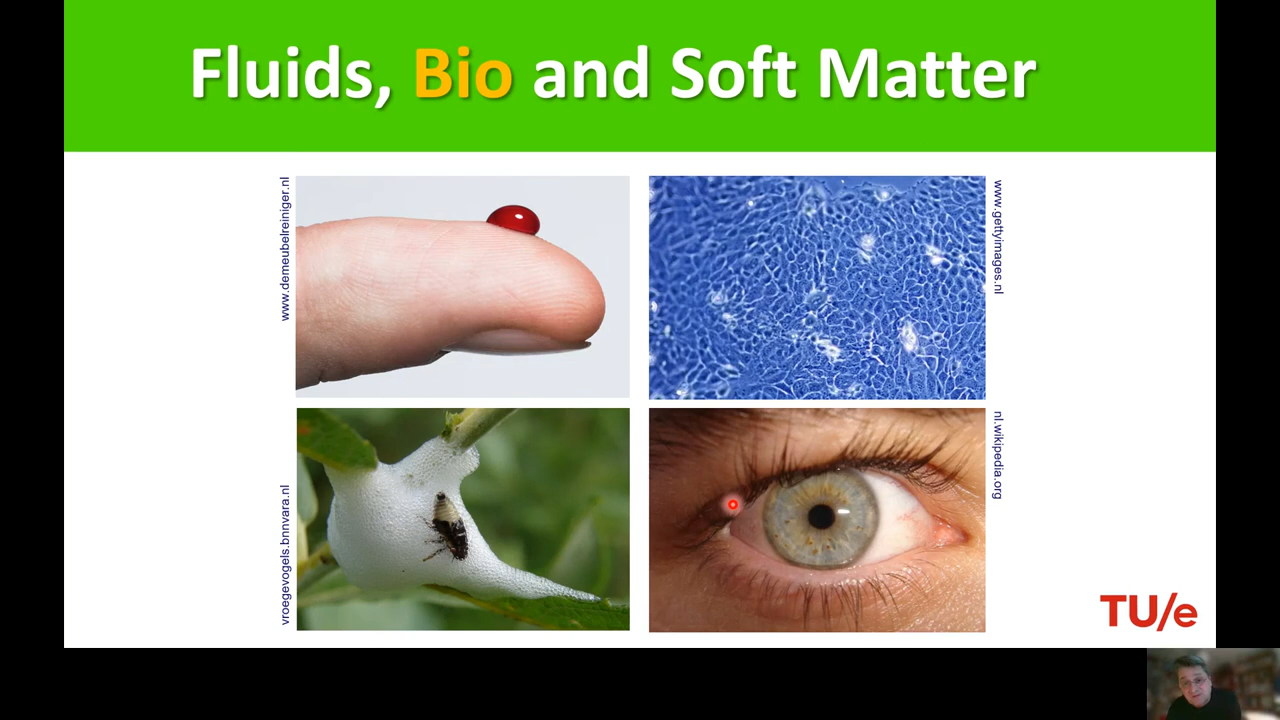 Fluids, Bio and Soft Matter
www.demeubelreiniger.nl
www.gettyimages.nl
vroegevogels.bnnvara.nl
nl.wikipedia.org
TU/e